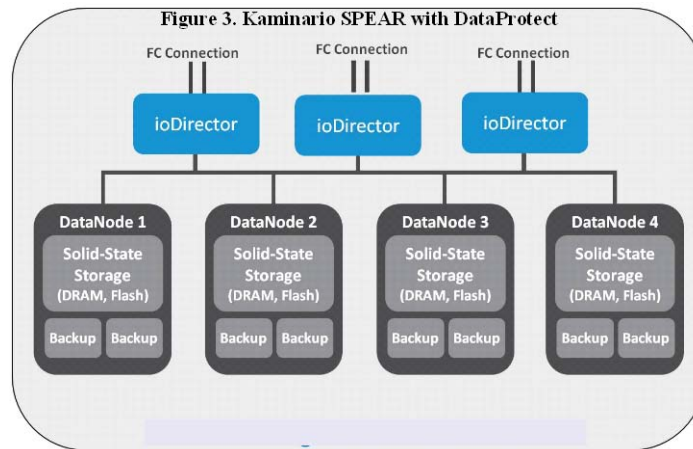 Figure 3. Kaminario SPEAR with DataProtect
FC Connection
FC Connection
FC Connection
ioDirector
ioDirector
ioDirector
DataNode 1
Solid-State
Storage
(DRAM, Flash)
Backup Backup
DataNode 2
Solid-State
Storage
(DRAM, Flash)
Backup Backup
DataNode 3
Solid-State
Storage
(DRAM, Flash)
Backup Backup
DataNode 4
Solid-State
Storage
(DRAM, Flash)
Backup Backup